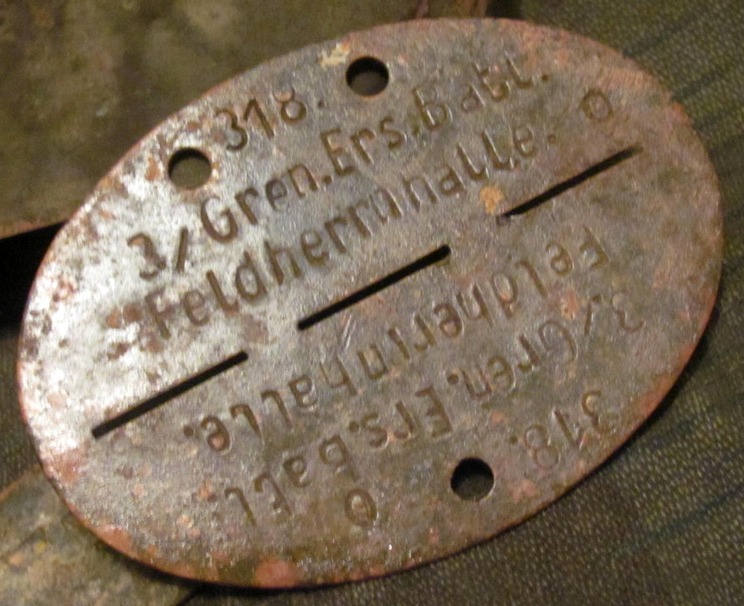 318.
3./Gren.Ers.Batl.
Feldherrnhalle. O
Feldherrnhalle.
3./Gren.Ers.Batl.
318. O